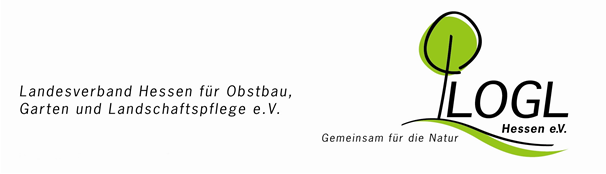 Landesverband Hessen für Obstbau,
Garten und Landschaftspflege e.V.
LOGL
Hessen e.V.
Gemeinsam für die Natur